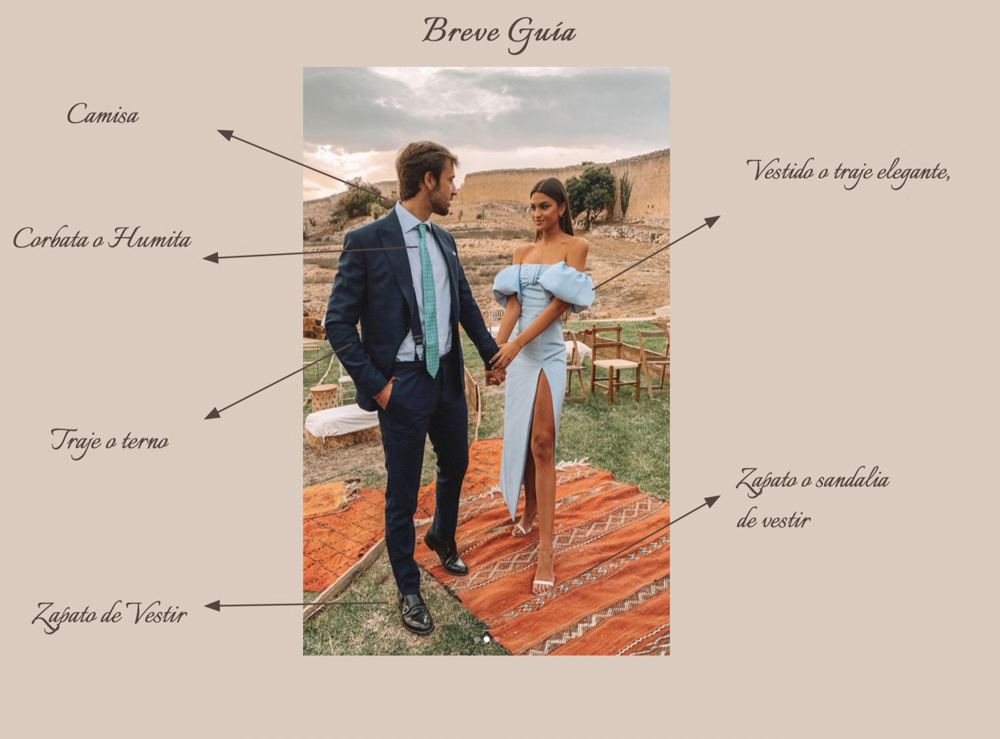 Breve Guía
Camisa
Vestido o traje elegante,
Corbata o Humita
Traje o terno
Zapato o sandalia
de vestir
Zapato de Vestir